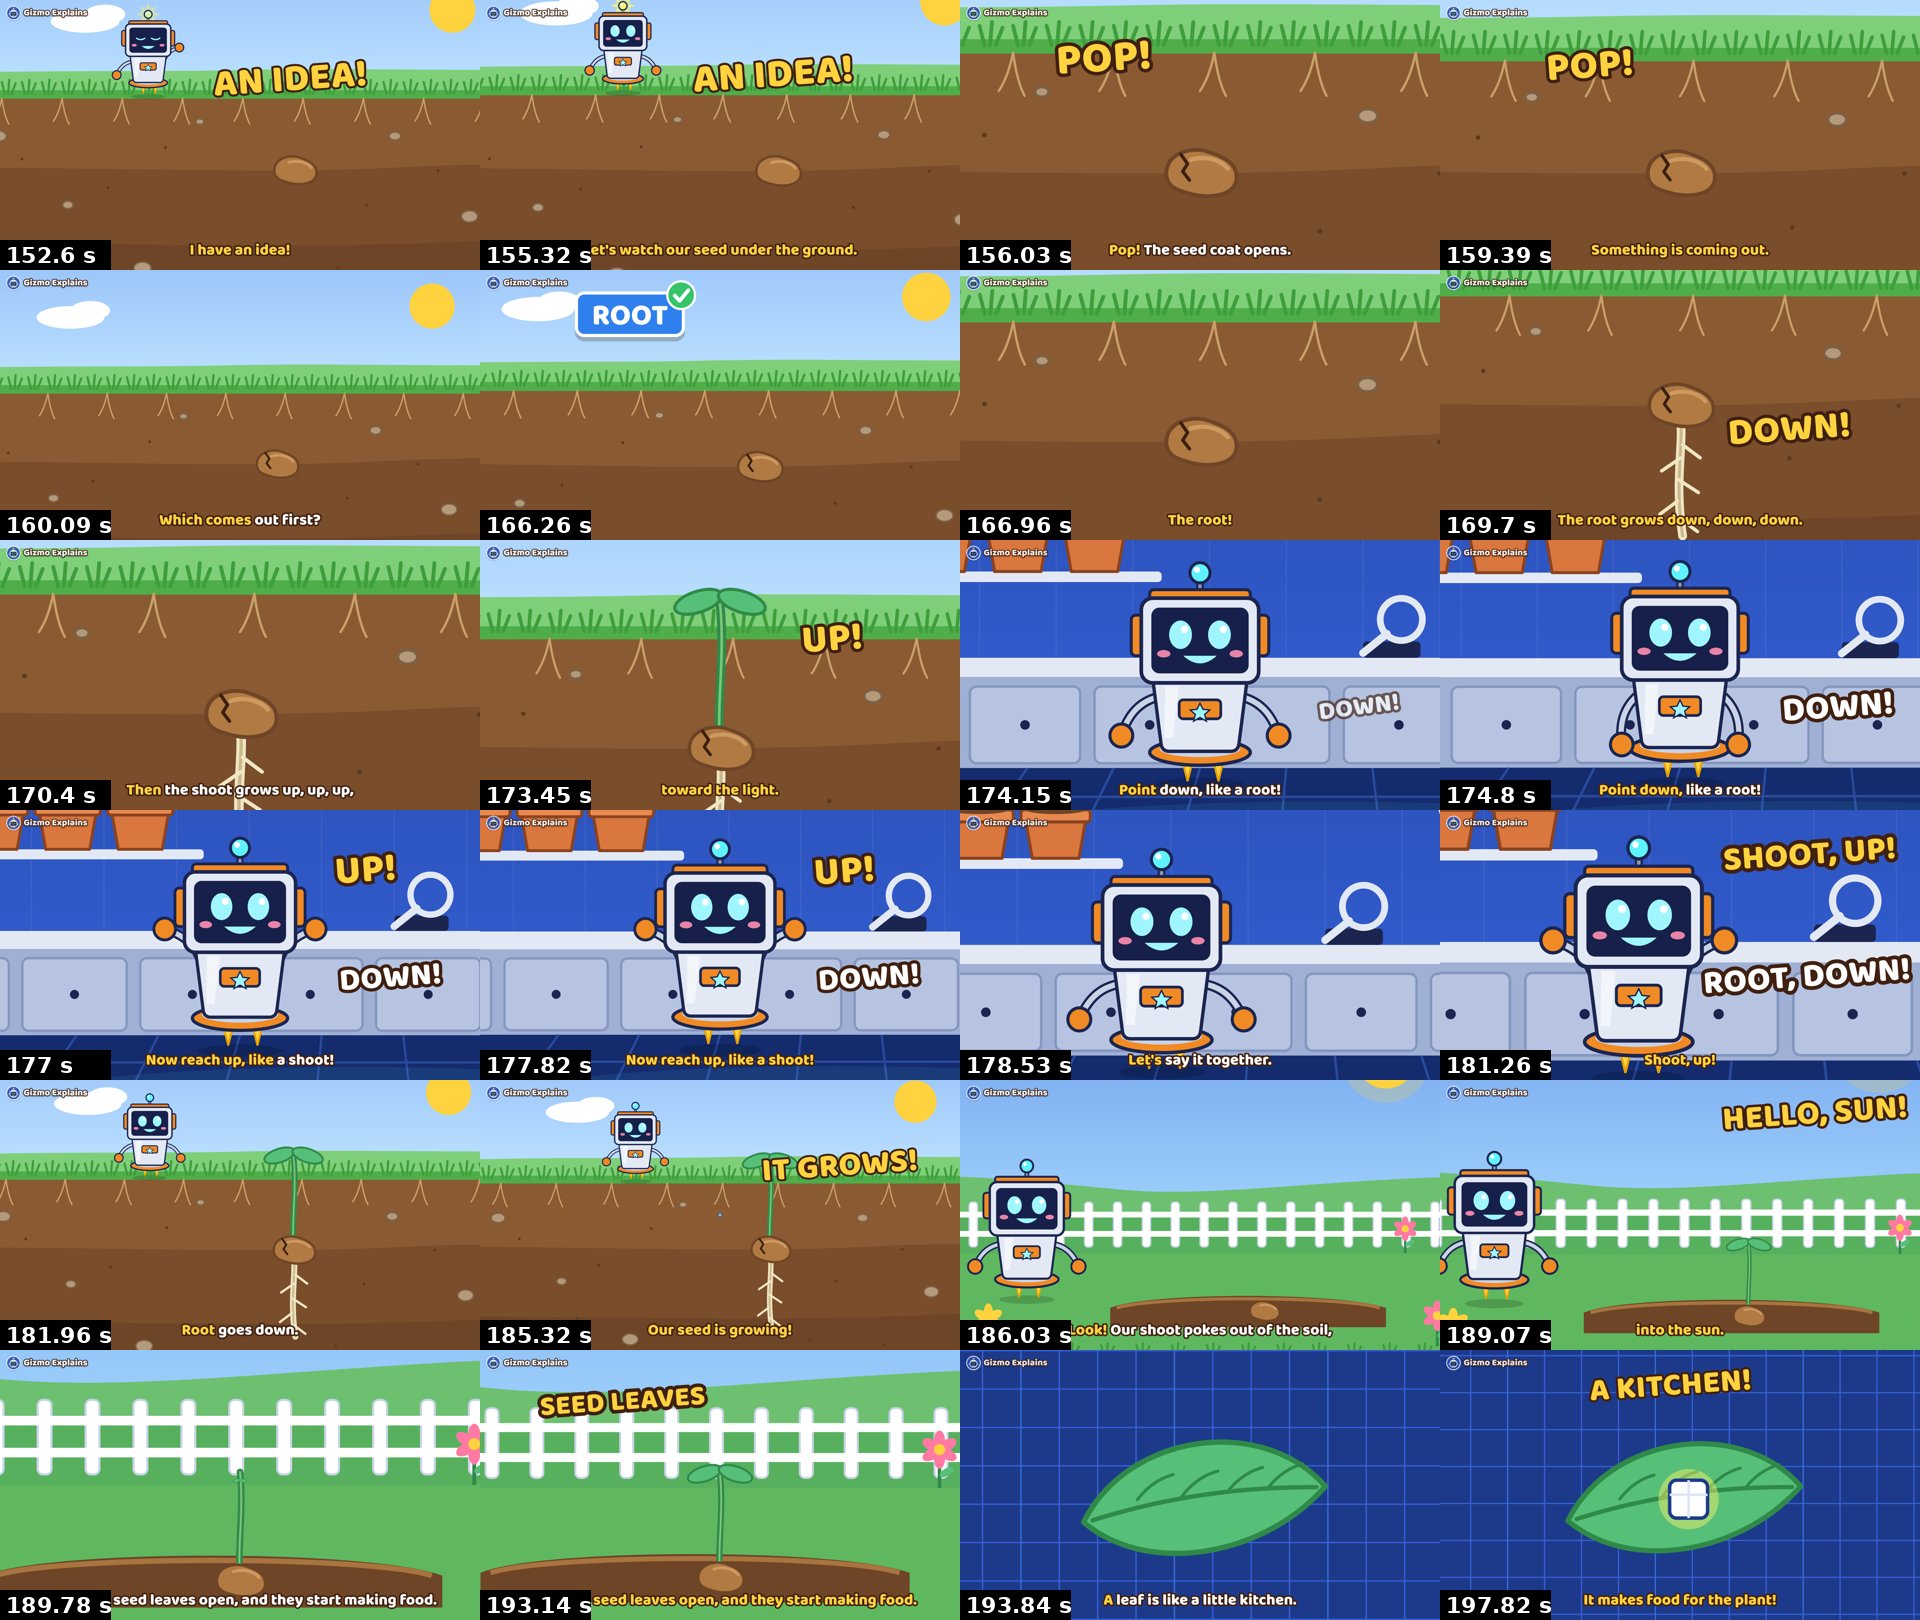 Gizmo Explains
AN IDEA!
I have an idea!
152.6 s
Gizmo Explains
AN IDEA!
et's watch our seed under the ground.
155.32 s
Gizmo Explains
POP!
Pop! The seed coat opens.
156.03 s
Gizmo Explains
POP!
Something is coming out.
159.39 s
Gizmo Explains
Which comes out first?
160.09 s
Gizmo Explains
ROOT
166.26 s
Gizmo Explains
The root!
166.96 s
Gizmo Explains
DOWN!
The root grows down, down, down.
169.7 s
Gizmo Explains
Then the shoot grows up, up, up,
170.4 s
Gizmo Explains
UP!
toward the light.
173.45 s
Gizmo Explains
DOWN!
Point down, like a root!
174.15 s
Gizmo Explains
DOWN!
Point down, like a root!
174.8 s
Gizmo Explains
UP!
DOWN!
Now reach up, like a shoot!
177 s
Gizmo Explains
UP!
DOWN!
Now reach up, like a shoot!
177.82 s
Gizmo Explains
Let's say it together.
178.53 s
Gizmo Explains
SHOOT, UP!
ROOT, DOWN!
Shoot, up!
181.26 s
Gizmo Explains
Root goes down.
181.96 s
Gizmo Explains
IT GROWS!
Our seed is growing!
185.32 s
Gizmo Explains
Look! Our shoot pokes out of the soil,
186.03 s
Gizmo Explains
HELLO, SUN!
into the sun.
189.07 s
Gizmo Explains
seed leaves open, and they start making food.
189.78 s
Gizmo Explains
SEED LEAVES
seed leaves open, and they start making food.
193.14 s
Gizmo Explains
A leaf is like a little kitchen.
193.84 s
Gizmo Explains
A KITCHEN!
It makes food for the plant!
197.82 s